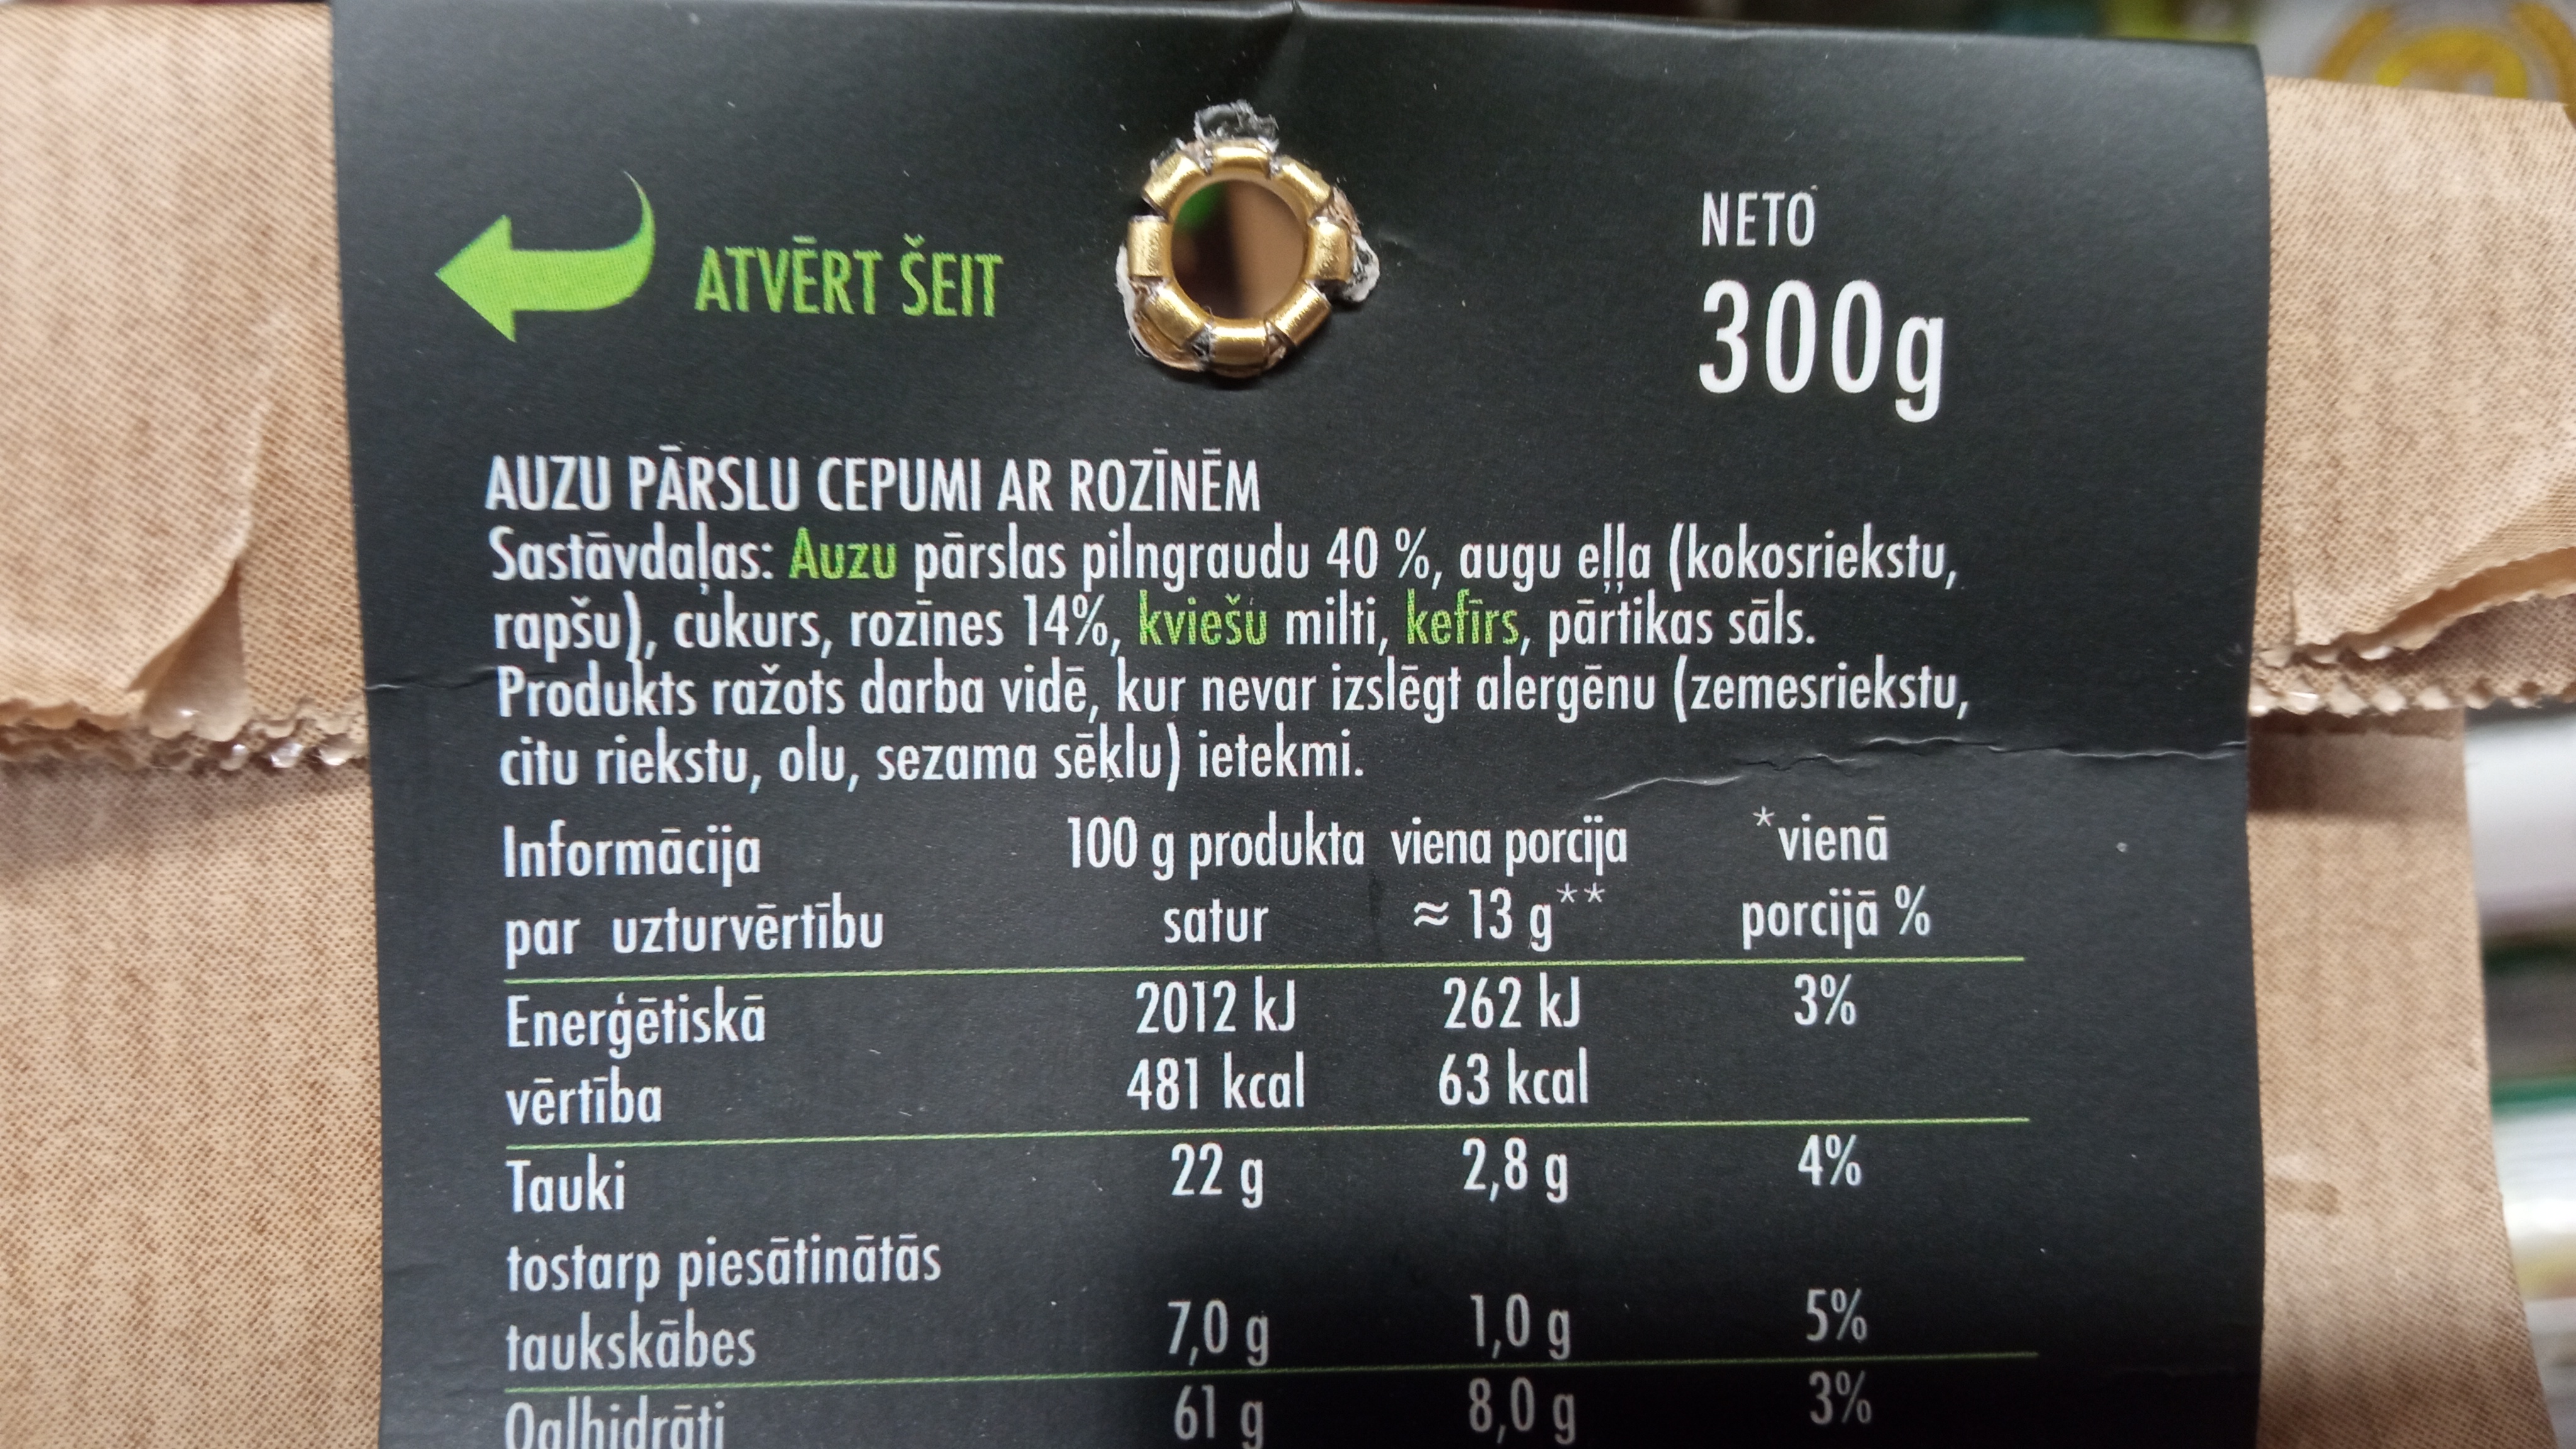 ATVĒRT ŠEIT
NETO
300g
AUZU PĀRSLU CEPUMI AR ROZĪNĒM
Sastāvdaļas: Auzu pārslas pilngraudu 40 %, augu eļļa (kokosriekstu,
rapšu), cukurs, rozīnes 14%, kviešu milti, kefīrs, pārtikas sāls.
Produkts ražots darba vidē, kur nevar izslēgt alergēnu (zemesriekstu,
citu riekstu, olu, sezama sēklu) ietekmi.
Informācija 100 g produkta viena porcija *vienā
par uzturvērtību satur ≈ 13 g** porcijā %
Enerģētiskā 2012 kJ 262 kJ 3%
vērtība 481 kcal 63 kcal
Tauki 22 g 2,8 g 4%
tostarp piesātinātās
taukskābes 7,0 g 1,0 g 5%
Ogļhidrāti 61 g 8,0 g 3%